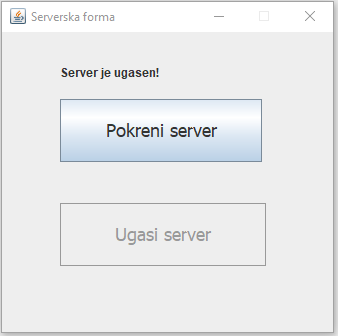 Serverska forma
Server je ugasen!
Pokreni server
Ugasi server